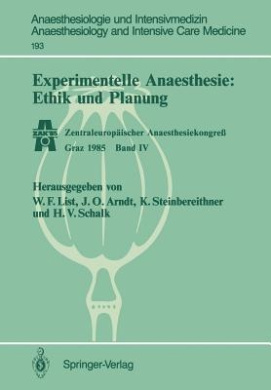 Anaesthesiologie und Intensivmedizin
Anaesthesiology and Intensive Care Medicine
193
Experimentelle Anaesthesie:
Ethik und Planung
Zentraleuropäischer Anaesthesiekongreß
Graz 1985 Band IV
Herausgegeben von
W. F. List, J. O. Arndt, K. Steinbereithner
und H. V. Schalk
Springer-Verlag